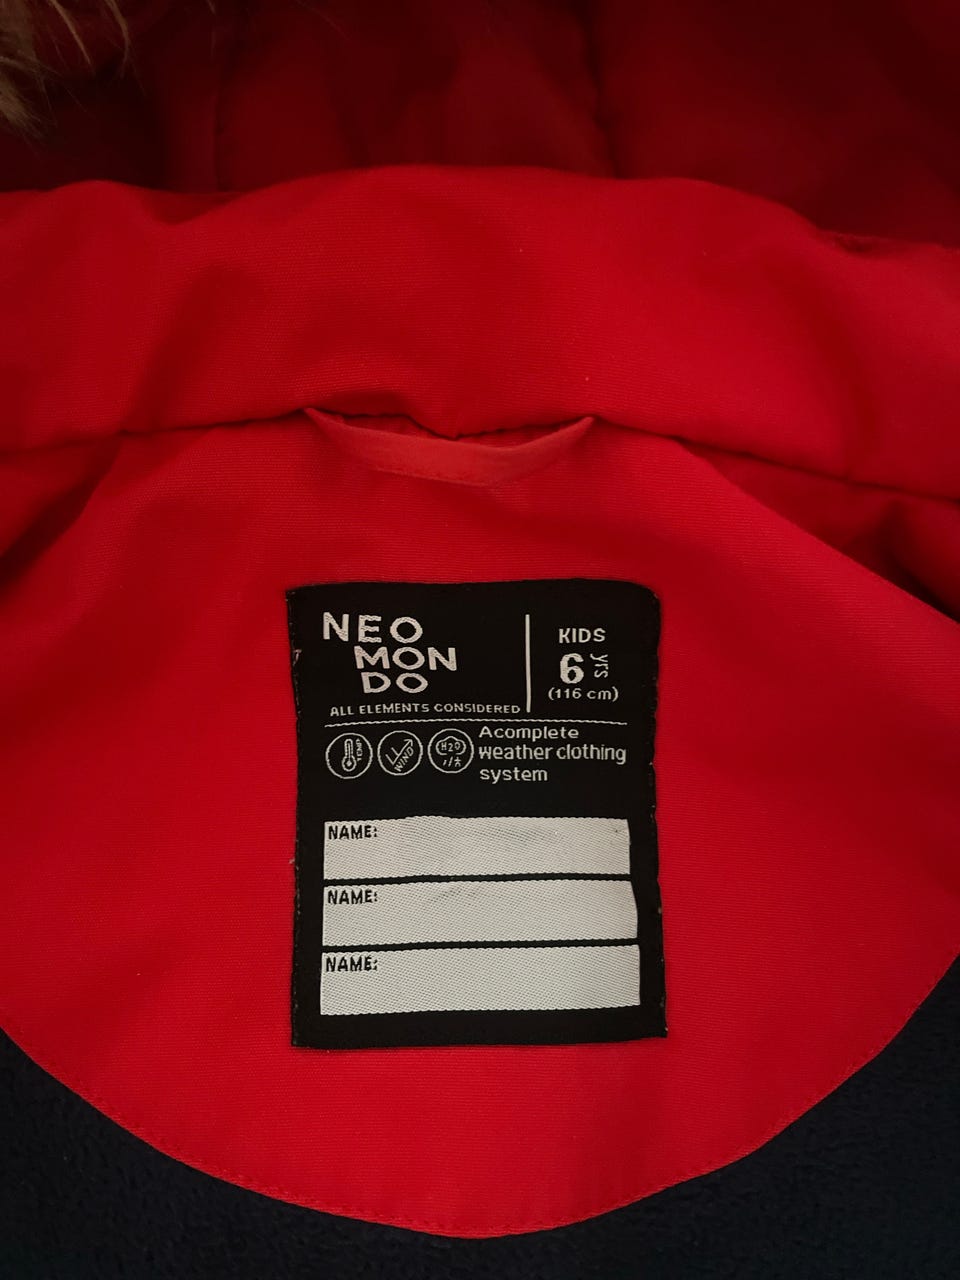 NEO
MON
DO
ALL ELEMENTS CONSIDERED
KIDS
6 yrs
(116 cm)
TEMP
WIND
H2O
A complete
weather clothing
system
NAME:
NAME:
NAME: